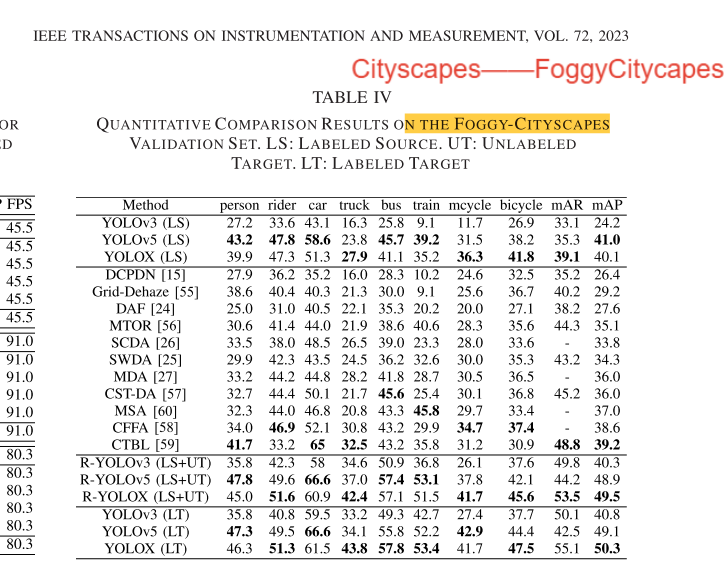 IEEE TRANSACTIONS ON INSTRUMENTATION AND MEASUREMENT, VOL. 72, 2023
Cityscapes——FoggyCitycapes
TABLE IV
QUANTITATIVE COMPARISON RESULTS ON THE FOGGY-CITYSCAPES
VALIDATION SET. LS: LABELED SOURCE. UT: UNLABELED
TARGET. LT: LABELED TARGET
Method person rider car truck bus train mcycle bicycle mAR mAP
YOLOv3 (LS) 27.2 33.6 43.1 16.3 25.8 9.1 11.7 26.9 33.1 24.2
YOLOv5 (LS) 43.2 47.8 58.6 23.8 45.7 39.2 31.5 38.2 35.3 41.0
YOLOX (LS) 39.9 47.3 51.3 27.9 41.1 35.2 36.3 41.8 39.1 40.1
DCPDN [15] 27.9 36.2 35.2 16.0 28.3 10.2 24.6 32.5 35.2 26.4
Grid-Dehaze [55] 38.6 40.4 40.3 21.3 30.0 9.1 25.6 36.7 40.2 29.2
DAF [24] 25.0 31.0 40.5 22.1 35.3 20.2 20.0 27.1 38.2 27.6
MTOR [56] 30.6 41.4 44.0 21.9 38.6 40.6 28.3 35.6 44.3 35.1
SCDA [26] 33.5 38.0 48.5 26.5 39.0 23.3 28.0 33.6 - 33.8
SWDA [25] 29.9 42.3 43.5 24.5 36.2 32.6 30.0 35.3 43.2 34.3
MDA [27] 33.2 44.2 44.8 28.2 41.8 28.7 30.5 36.5 - 36.0
CST-DA [57] 32.7 44.4 50.1 21.7 45.6 25.4 30.1 36.8 45.2 36.0
MSA [60] 32.3 44.0 46.8 20.8 43.3 45.8 29.7 33.4 - 37.0
CFFA [58] 34.0 46.9 52.1 30.8 43.2 29.9 34.7 37.4 - 38.6
CTBL [59] 41.7 33.2 65 32.5 43.2 35.8 31.2 30.9 48.8 39.2
R-YOLOv3 (LS+UT) 35.8 42.3 58 34.6 50.9 36.8 26.1 37.6 49.8 40.3
R-YOLOv5 (LS+UT) 47.8 49.6 66.6 37.0 57.4 53.1 37.8 42.1 44.2 48.9
R-YOLOX (LS+UT) 45.0 51.6 60.9 42.4 57.1 51.5 41.7 45.6 53.5 49.5
YOLOv3 (LT) 35.8 40.8 59.5 33.2 49.3 42.7 27.4 37.7 50.1 40.8
YOLOv5 (LT) 47.3 49.5 66.6 34.1 55.8 52.2 42.9 44.4 42.5 49.1
YOLOX (LT) 46.3 51.3 61.5 43.8 57.8 53.4 41.7 47.5 55.1 50.3
OR
ED
P FPS
45.5
45.5
45.5
45.5
45.5
45.5
91.0
91.0
91.0
91.0
91.0
91.0
80.3
80.3
80.3
80.3
80.3
80.3